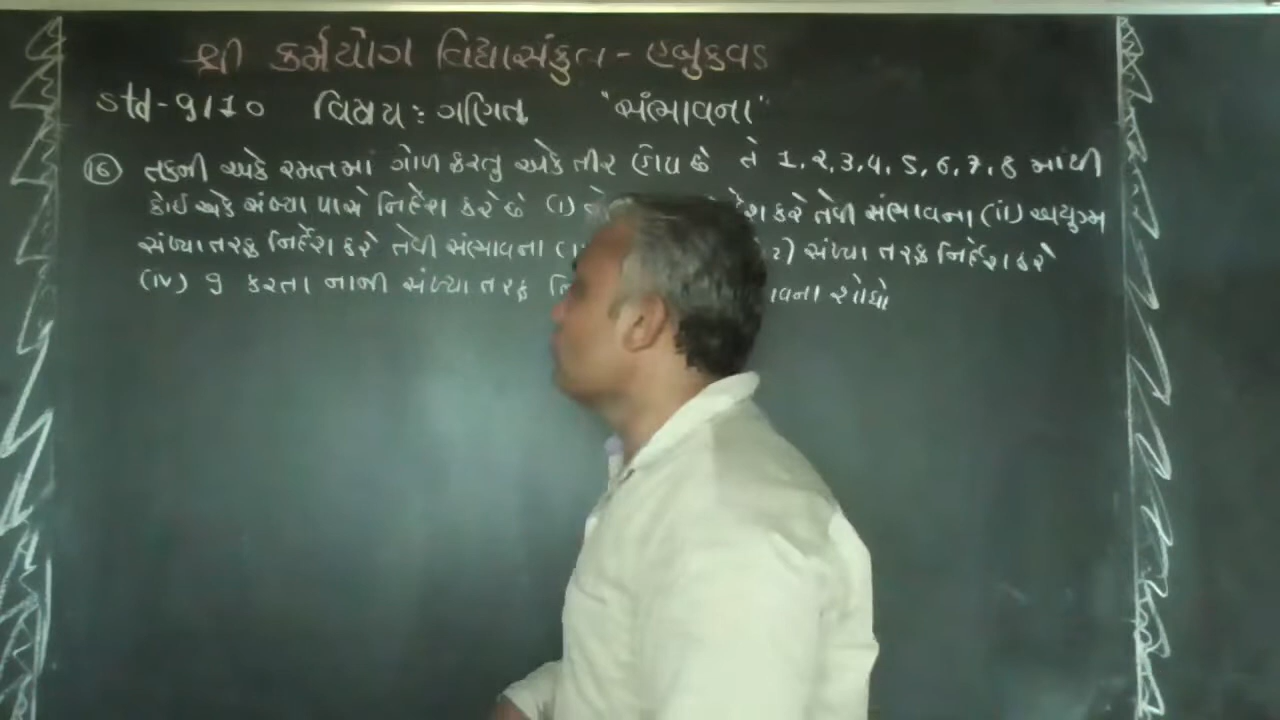 શ્રી કર્મયોગ વિદ્યાસંકુલ - હબુકવડ
std - 9/10 વિષય : ગણિત "સંભાવના"
(16) તકની એક રમતમાં ગોળ ફરતુ એક તીર હોય છે તે 1, 2, 3, 4, 5, 6, 7, 8 માથી
કોઈ એક સંખ્યા પાસે નિર્દેશ કરે છે (i) કરે તેવી સંભાવના (ii) અયુગ્મ
સંખ્યા તરફ નિર્દેશ કરે તેવી સંભાવના 2) સંખ્યા તરફ નિર્દેશ કરે
(iv) 9 કરતા નાની સંખ્યા તરફ શોધો